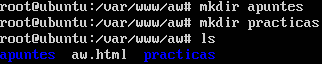 root@ubuntu:/var/www/aw# mkdir apuntes
root@ubuntu:/var/www/aw# mkdir practicas
root@ubuntu:/var/www/aw# ls
apuntes  aw.html  practicas